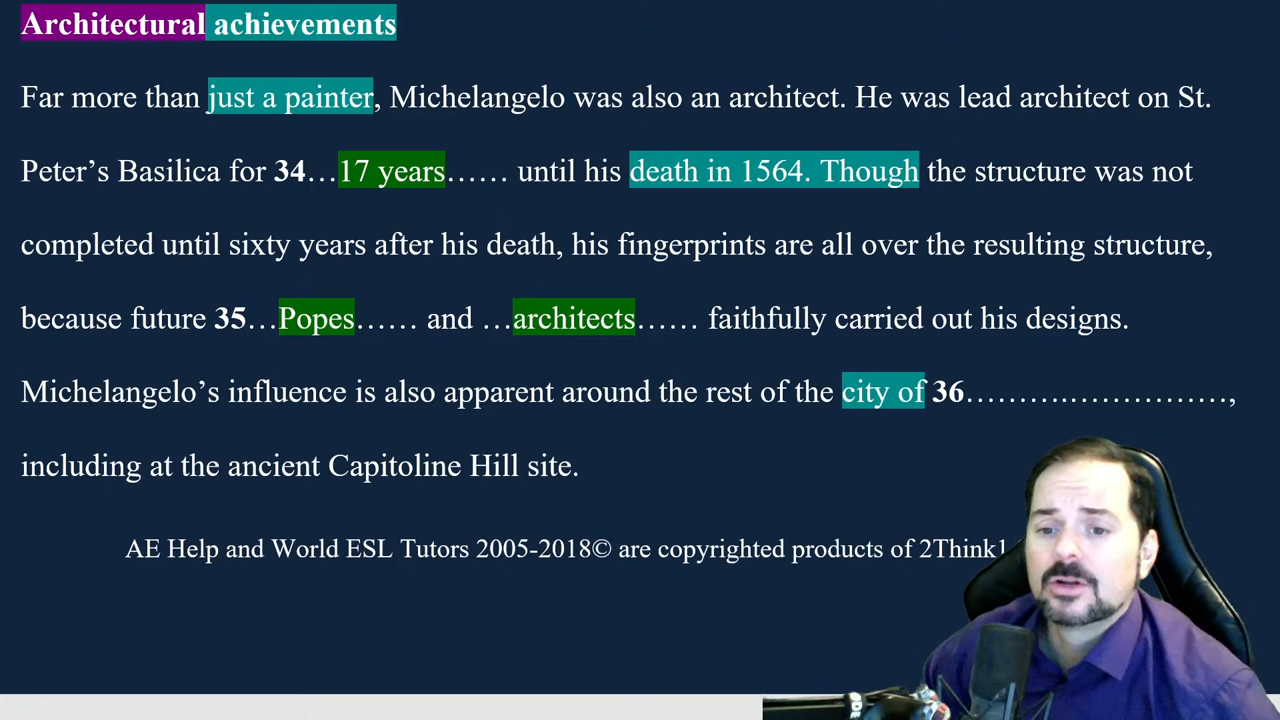 Architectural achievements
Far more than just a painter, Michelangelo was also an architect. He was lead architect on St.
Peter’s Basilica for 34…17 years…… until his death in 1564. Though the structure was not
completed until sixty years after his death, his fingerprints are all over the resulting structure,
because future 35…Popes…… and …architects…… faithfully carried out his designs.
Michelangelo’s influence is also apparent around the rest of the city of 36……….……………,
including at the ancient Capitoline Hill site.
AE Help and World ESL Tutors 2005-2018© are copyrighted products of 2Think1